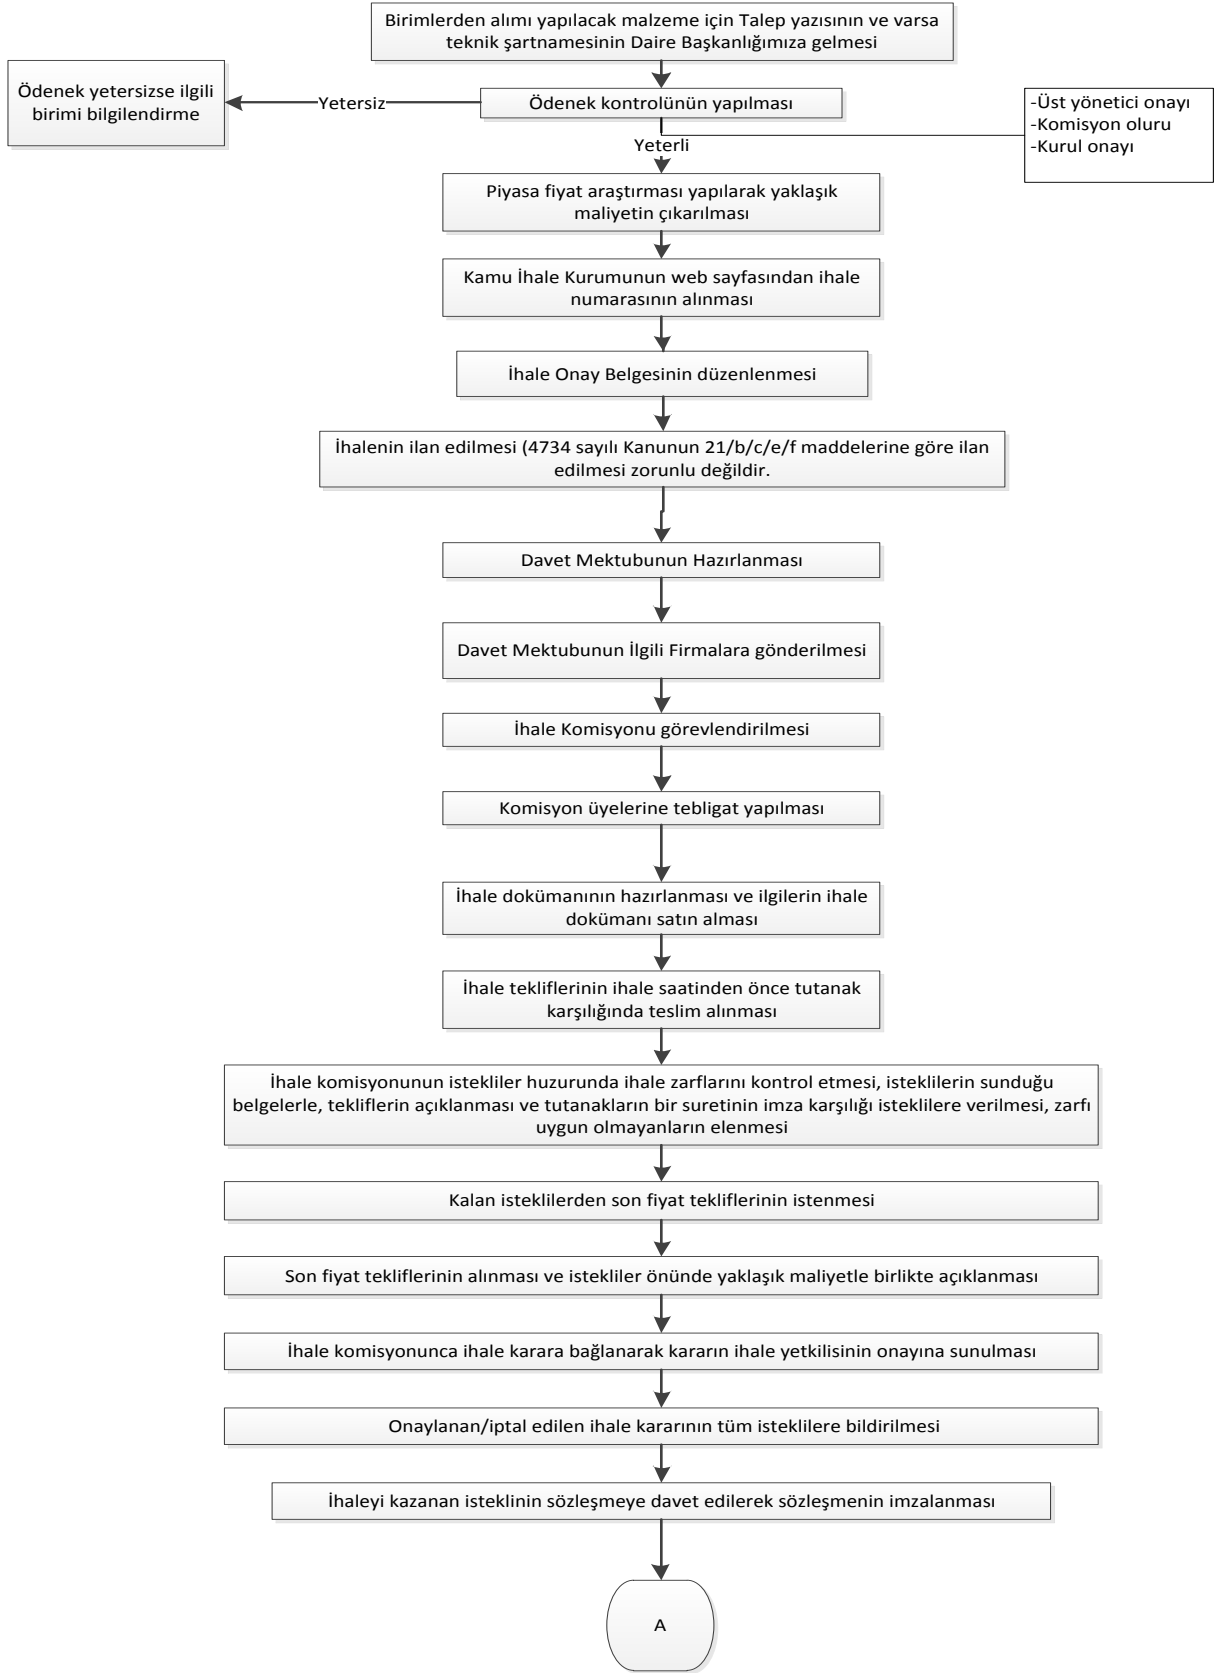 Birimlerden alımı yapılacak malzeme için Talep yazısının ve varsa
teknik şartnamesinin Daire Başkanlığımıza gelmesi
Ödenek yetersizse ilgili
birimi bilgilendirme
Yetersiz
Ödenek kontrolünün yapılması
-Üst yönetici onayı
-Komisyon oluru
-Kurul onayı
Yeterli
Piyasa fiyat araştırması yapılarak yaklaşık
maliyetin çıkarılması
Kamu İhale Kurumunun web sayfasından ihale
numarasının alınması
İhale Onay Belgesinin düzenlenmesi
İhalenin ilan edilmesi (4734 sayılı Kanunun 21/b/c/e/f maddelerine göre ilan
edilmesi zorunlu değildir.
Davet Mektubunun Hazırlanması
Davet Mektubunun İlgili Firmalara gönderilmesi
İhale Komisyonu görevlendirilmesi
Komisyon üyelerine tebligat yapılması
İhale dokümanının hazırlanması ve ilgilerin ihale
dokümanı satın alması
İhale tekliflerinin ihale saatinden önce tutanak
karşılığında teslim alınması
İhale komisyonunun istekliler huzurunda ihale zarflarını kontrol etmesi, isteklilerin sunduğu
belgelerle, tekliflerin açıklanması ve tutanakların bir suretinin imza karşılığı isteklilere verilmesi, zarfı
uygun olmayanların elenmesi
Kalan isteklilerden son fiyat tekliflerinin istenmesi
Son fiyat tekliflerinin alınması ve istekliler önünde yaklaşık maliyetle birlikte açıklanması
İhale komisyonunca ihale karara bağlanarak kararın ihale yetkilisinin onayına sunulması
Onaylanan/iptal edilen ihale kararının tüm isteklilere bildirilmesi
İhaleyi kazanan isteklinin sözleşmeye davet edilerek sözleşmenin imzalanması
A